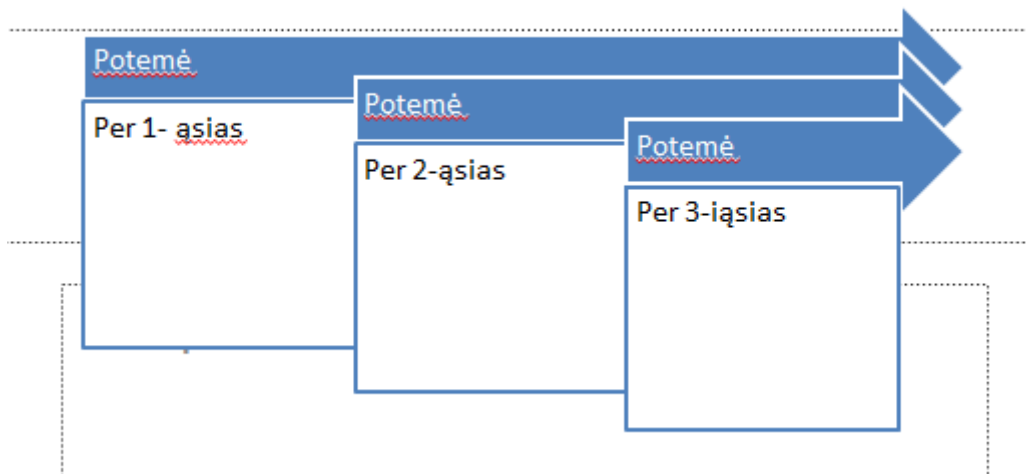 Potemė
Per 1- ąsias
Potemė
Per 2-ąsias
Potemė
Per 3-iąsias